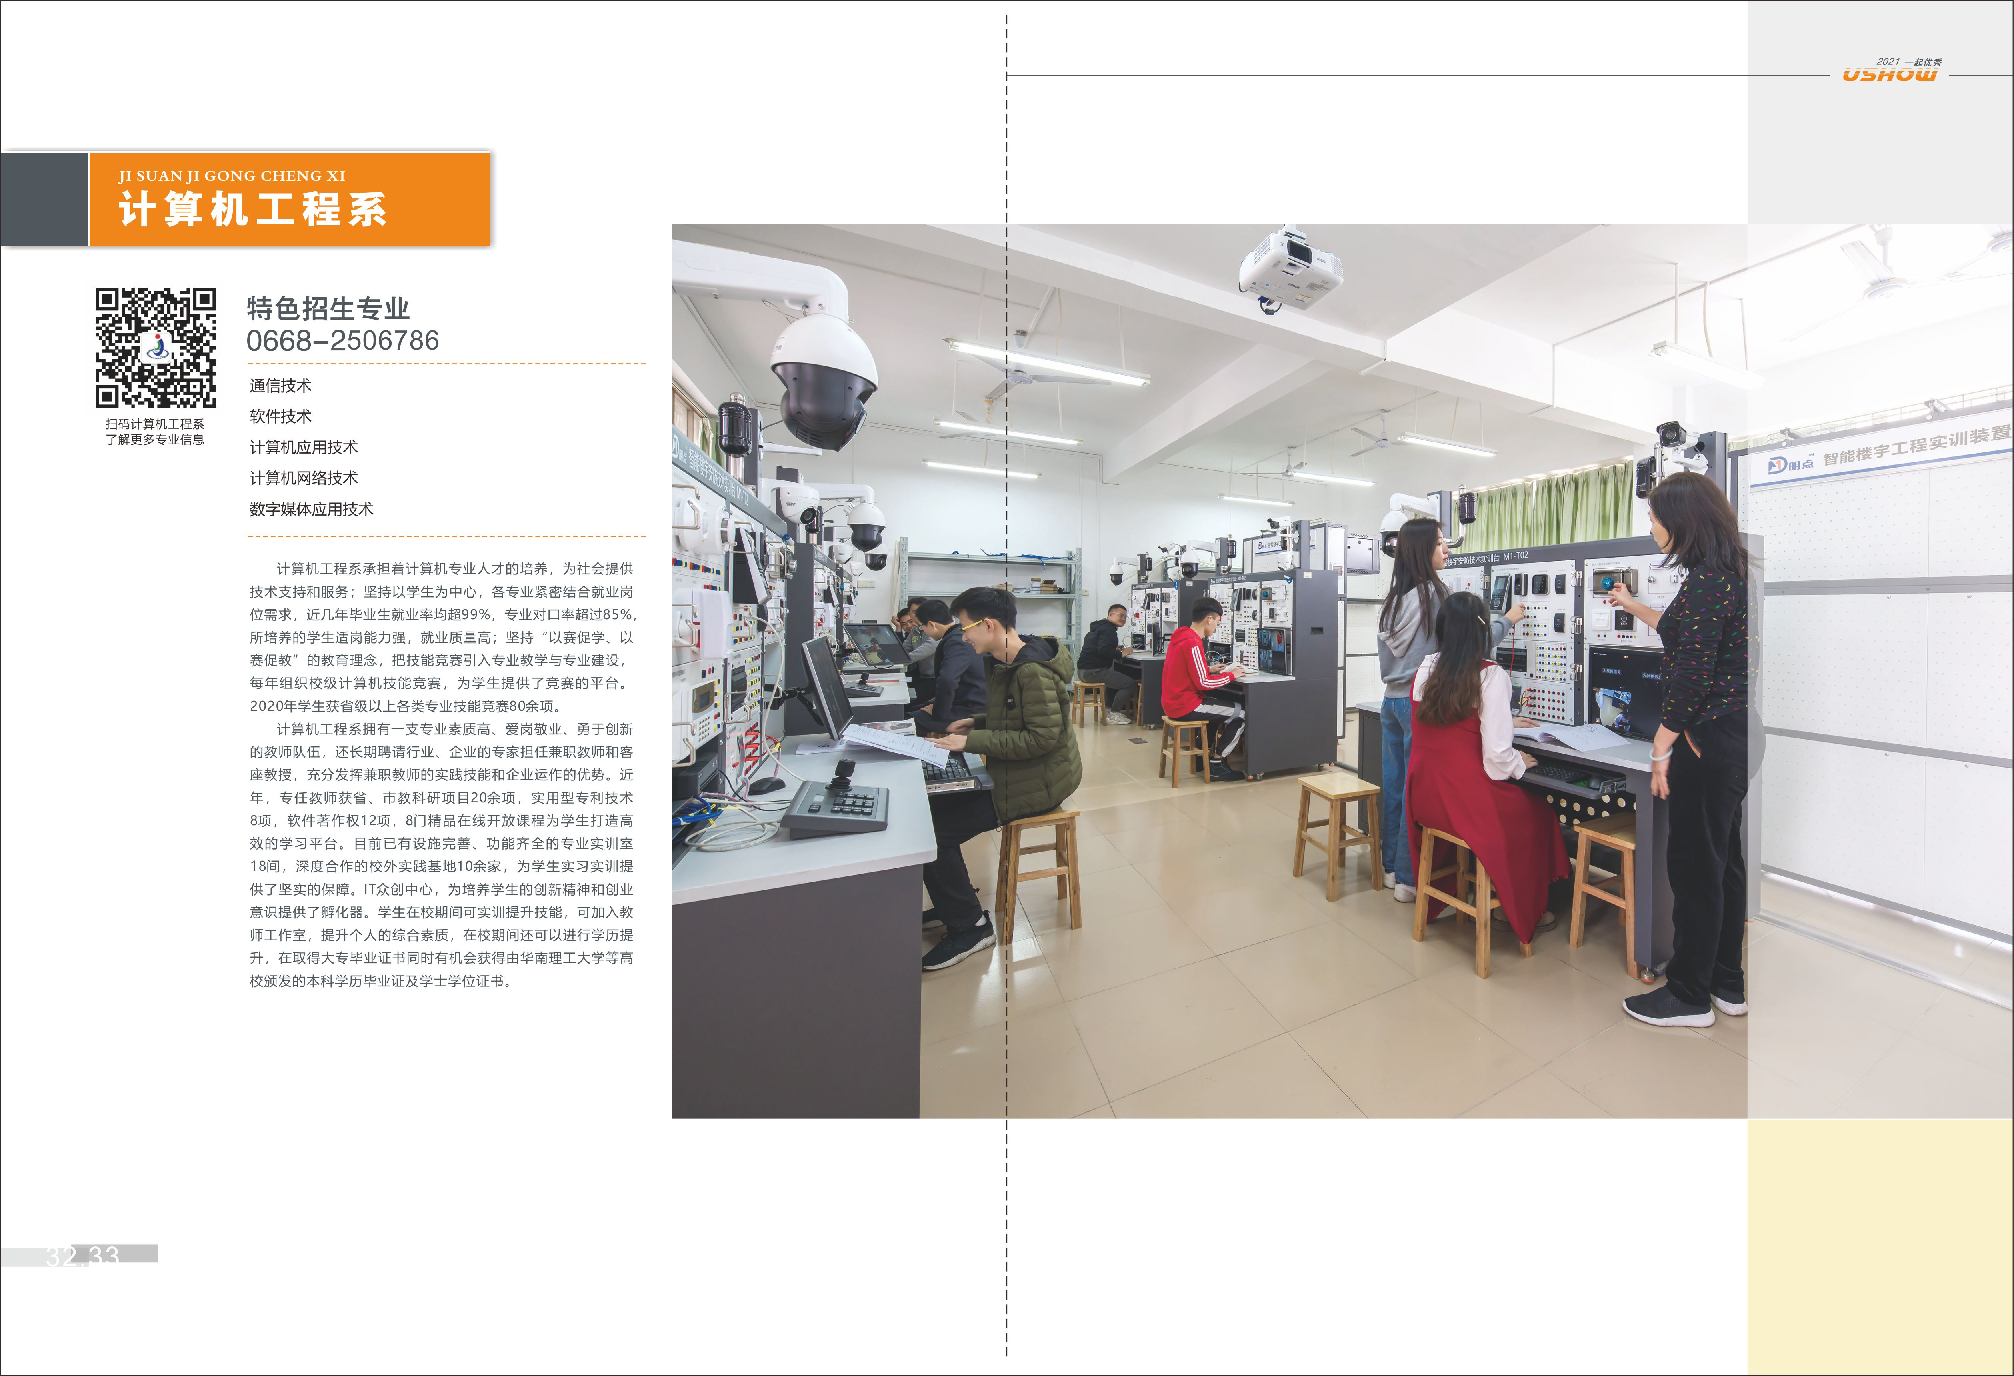 2021 一起优秀
USHOW
JI SUAN JI GONG CHENG XI
计算机工程系
特色招生专业
0668-2506786
扫码计算机工程系
了解更多专业信息
通信技术
软件技术
计算机应用技术
计算机网络技术
数字媒体应用技术
计算机工程系承担着计算机专业人才的培养，为社会提供
技术支持和服务；坚持以学生为中心，各专业紧密结合就业岗
位需求，近几年毕业生就业率均超99%，专业对口率超过85%，
所培养的学生适岗能力强，就业质量高；坚持“以赛促学、以
赛促教”的教育理念，把技能竞赛引入专业教学与专业建设，
每年组织校级计算机技能竞赛，为学生提供了竞赛的平台。
2020年学生获省级以上各类专业技能竞赛80余项。
计算机工程系拥有一支专业素质高、爱岗敬业、勇于创新
的教师队伍，还长期聘请行业、企业的专家担任兼职教师和客
座教授，充分发挥兼职教师的实践技能和企业运作的优势。近
年，专任教师获省、市教科研项目20余项，实用型专利技术
8项，软件著作权12项，8门精品在线开放课程为学生打造高
效的学习平台。目前已有设施完善、功能齐全的专业实训室
18间，深度合作的校外实践基地10余家，为学生实习实训提
供了坚实的保障。IT众创中心，为培养学生的创新精神和创业
意识提供了孵化器。学生在校期间可实训提升技能，可加入教
师工作室，提升个人的综合素质，在校期间还可以进行学历提
升，在取得大专毕业证书同时有机会获得由华南理工大学等高
校颁发的本科学历毕业证及学士学位证书。
明点 智能楼宇工程实训装置
32.33